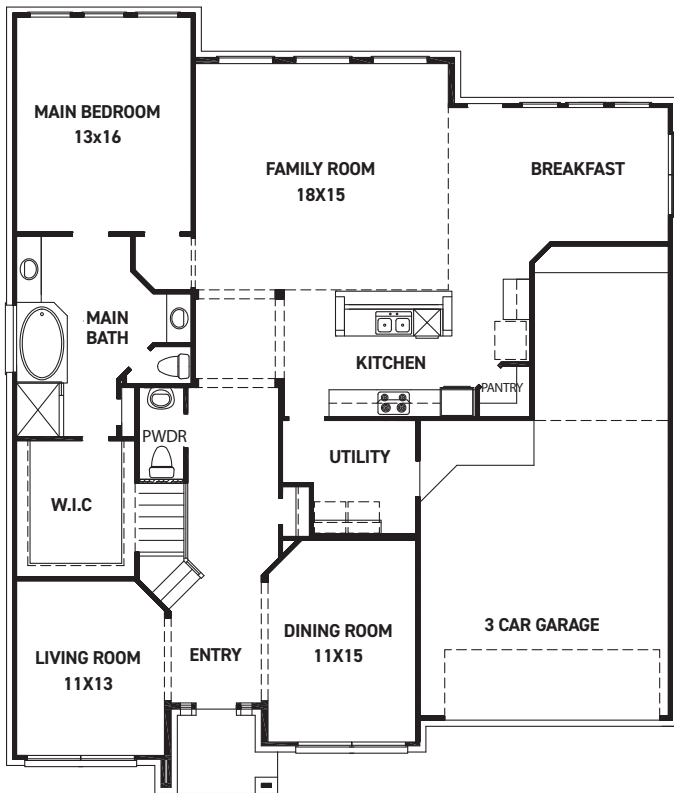 MAIN BEDROOM
13x16
FAMILY ROOM
18X15
BREAKFAST
MAIN
BATH
KITCHEN
PANTRY
PWDR
UTILITY
W.I.C
LIVING ROOM
11X13
ENTRY
DINING ROOM
11X15
3 CAR GARAGE